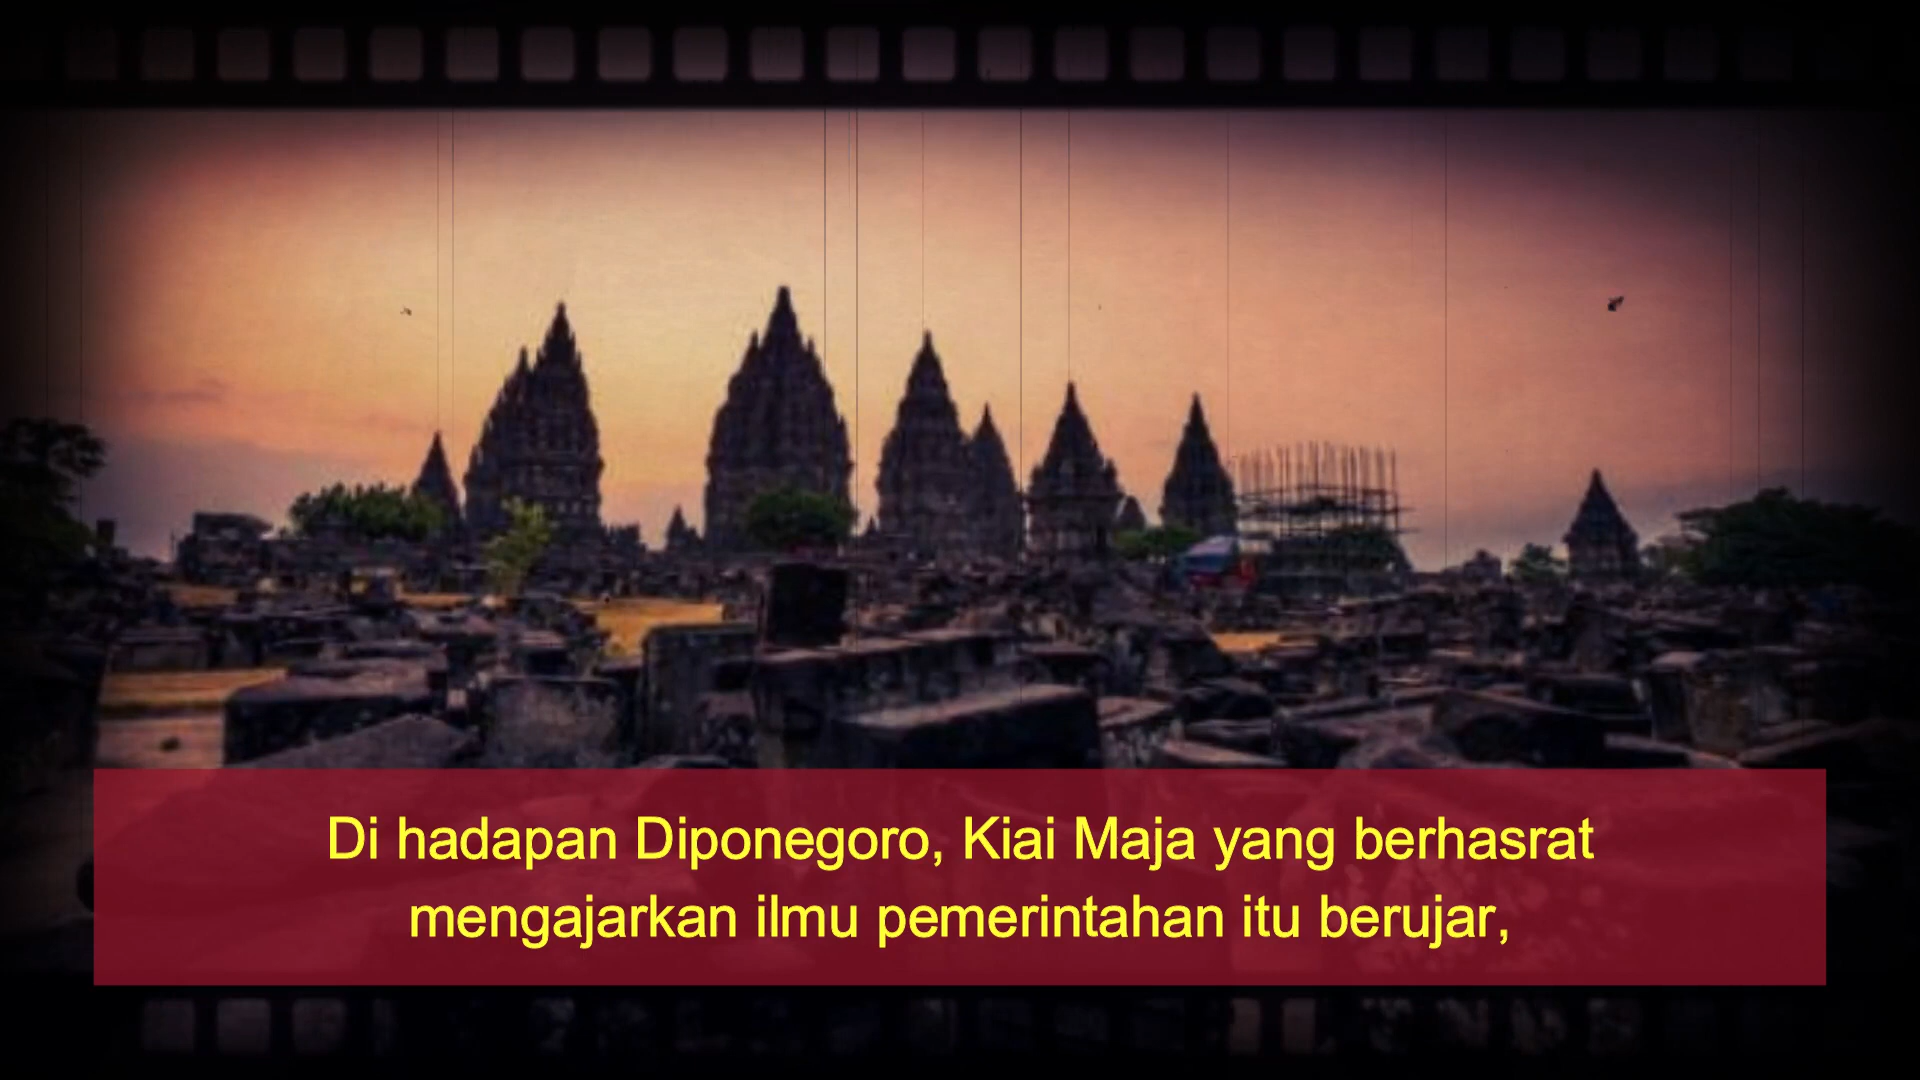 Di hadapan Diponegoro, Kiai Maja yang berhasrat
mengajarkan ilmu pemerintahan itu berujar,